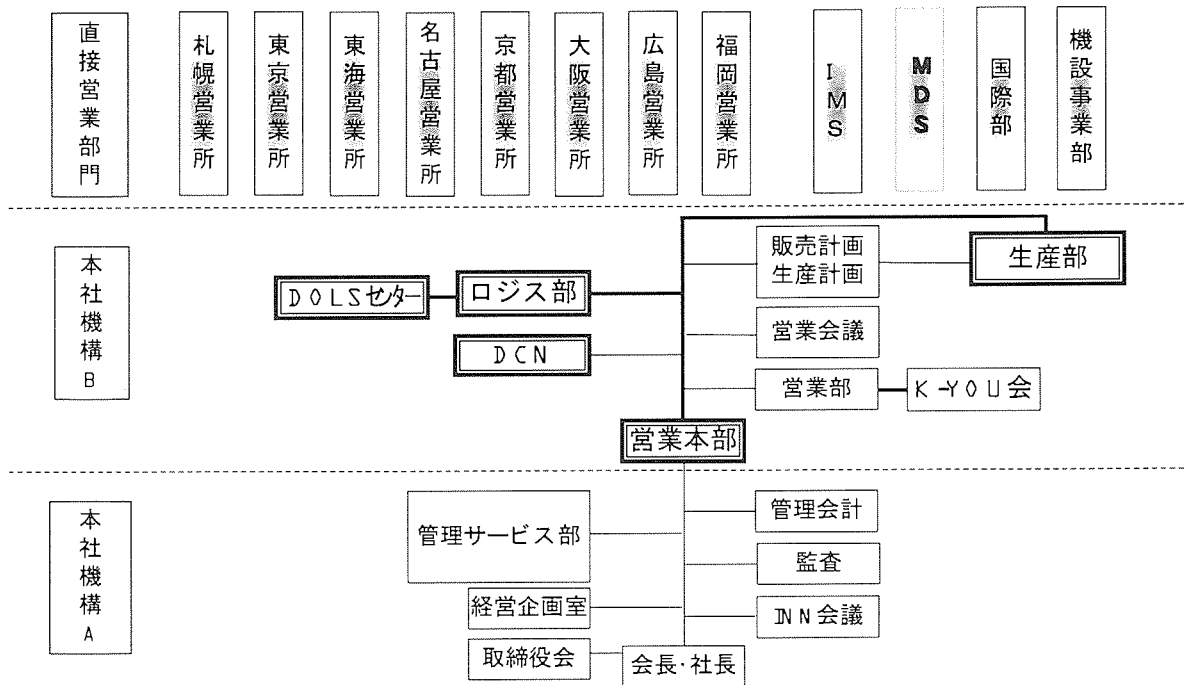 直接営業部門
札幌営業所
東京営業所
東海営業所
名古屋営業所
京都営業所
大阪営業所
広島営業所
福岡営業所
IMS
MDS
国際部
機設事業部
本社機構B
販売計画
生産計画
生産部
DOLSセンター
ロジス部
営業会議
DCN
営業部
K-YOU会
営業本部
本社機構A
管理会計
管理サービス部
監査
経営企画室
INN会議
取締役会
会長・社長